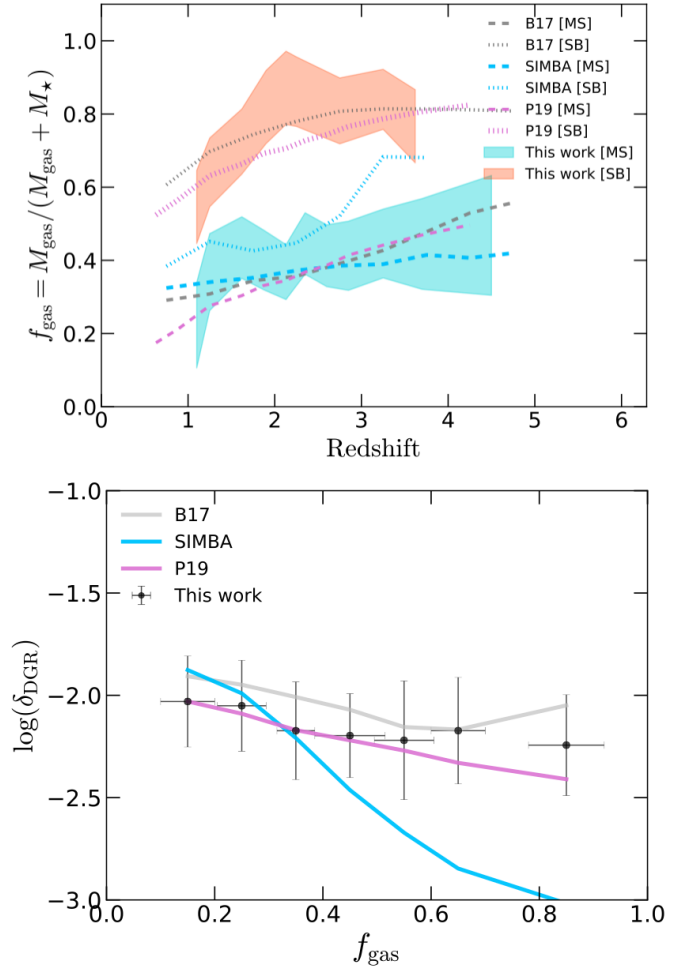 1.0
0.8
0.6
0.4
0.2
0.0
f_gas = M_gas/(M_gas + M_★)
B17 [MS]
B17 [SB]
SIMBA [MS]
SIMBA [SB]
P19 [MS]
P19 [SB]
This work [MS]
This work [SB]
0 1 2 3 4 5 6
Redshift
−1.0
−1.5
−2.0
−2.5
−3.0
log(δ_DGR)
B17
SIMBA
P19
This work
0.0 0.2 0.4 0.6 0.8 1.0
f_gas